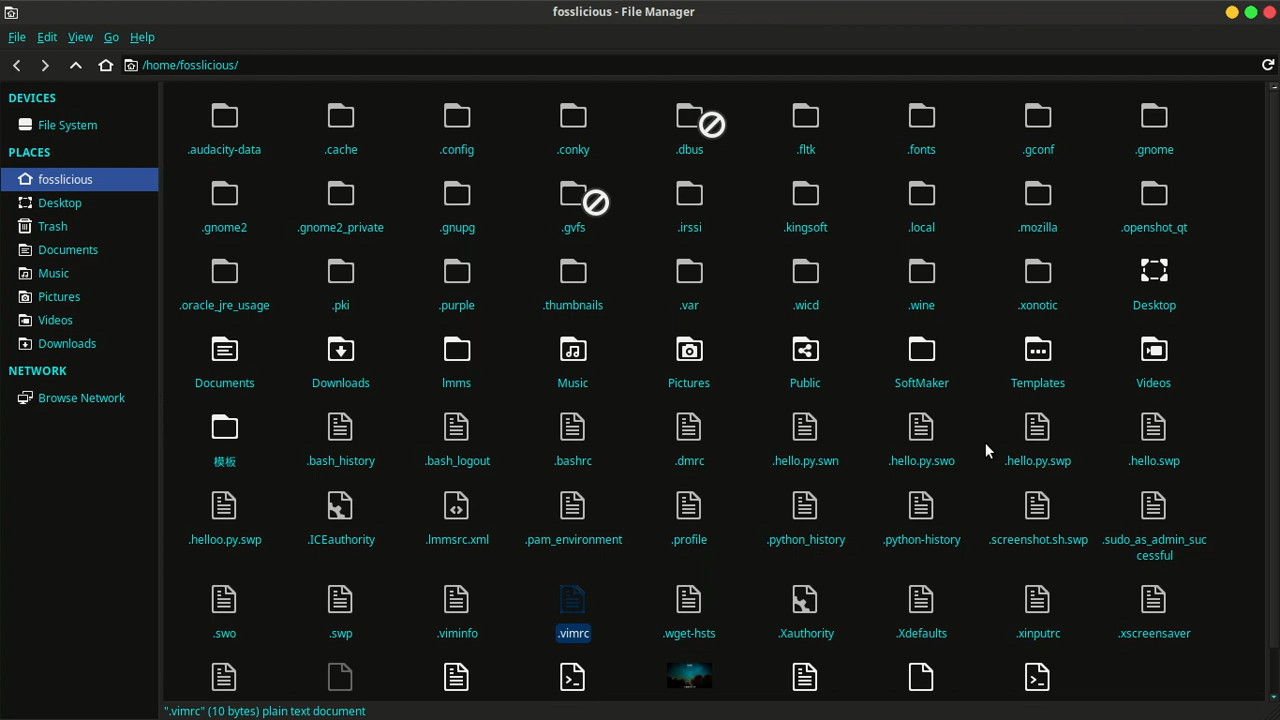 fosslicious - File Manager
File Edit View Go Help
/home/fosslicious/
DEVICES
File System
PLACES
fosslicious
Desktop
Trash
Documents
Music
Pictures
Videos
Downloads
NETWORK
Browse Network
.audacity-data .cache .config .conky .dbus .fltk .fonts .gconf .gnome
.gnome2 .gnome2_private .gnupg .gvfs .irssi .kingsoft .local .mozilla .openshot_qt
.oracle_jre_usage .pki .purple .thumbnails .var .wicd .wine .xonotic Desktop
Documents Downloads lmms Music Pictures Public SoftMaker Templates Videos
模板 .bash_history .bash_logout .bashrc .dmrc .hello.py.swn .hello.py.swo .hello.py.swp .hello.swp
.helloo.py.swp .ICEauthority .lmmsrc.xml .pam_environment .profile .python_history .python-history .screenshot.sh.swp .sudo_as_admin_suc
cessful
.swo .swp .viminfo .vimrc .wget-hsts .Xauthority .Xdefaults .xinputrc .xscreensaver
".vimrc" (10 bytes) plain text document